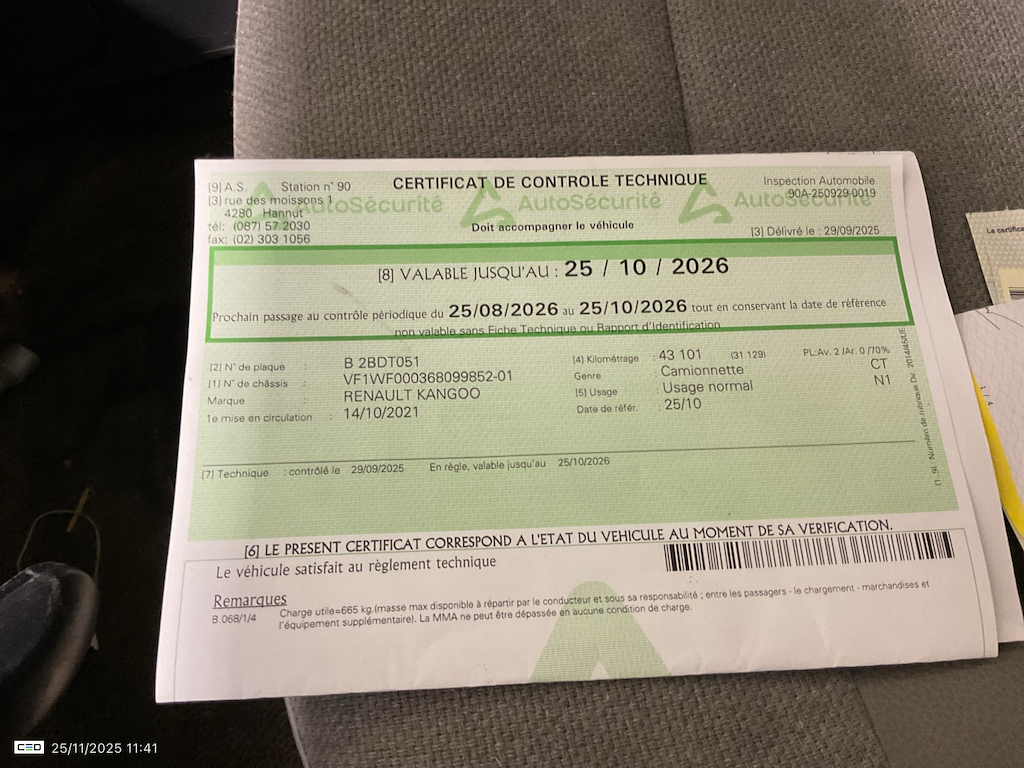 [9] A.S. Station n° 90
[3] rue des moissons 1
4280 Hannut
tél: (087) 57 2030
fax: (02) 303 1056
CERTIFICAT DE CONTROLE TECHNIQUE
AutoSécurité AutoSécurité AutoSécurité
Doit accompagner le véhicule
Inspection Automobile
90A-250929-0019
[3] Délivré le : 29/09/2025
[8] VALABLE JUSQU'AU : 25 / 10 / 2026
Prochain passage au contrôle périodique du 25/08/2026 au 25/10/2026 tout en conservant la date de référence
non valable sans Fiche Technique ou Rapport d'Identification
[2] N° de plaque : B 2BDT051
[1] N° de châssis : VF1WF000368099852-01
Marque : RENAULT KANGOO
1e mise en circulation : 14/10/2021
[4] Kilométrage : 43 101 (31 129) PL:Av. 2 /Ar. 0 /70%
Genre : Camionnette CT
[5] Usage : Usage normal N1
Date de référ. : 25/10
[7] Technique : contrôlé le 29/09/2025 En règle, valable jusqu'au 25/10/2026
[6] LE PRESENT CERTIFICAT CORRESPOND A L'ETAT DU VEHICULE AU MOMENT DE SA VERIFICATION.
Le véhicule satisfait au règlement technique
Remarques
B.068/1/4 Charge utile=665 kg.(masse max disponible à répartir par le conducteur et sous sa responsabilité ; entre les passagers - le chargement - marchandises et
l'équipement supplémentaire). La MMA ne peut être dépassée en aucune condition de charge.
Numéro de rubrique Dir. 2014/45/UE
CEO 25/11/2025 11:41